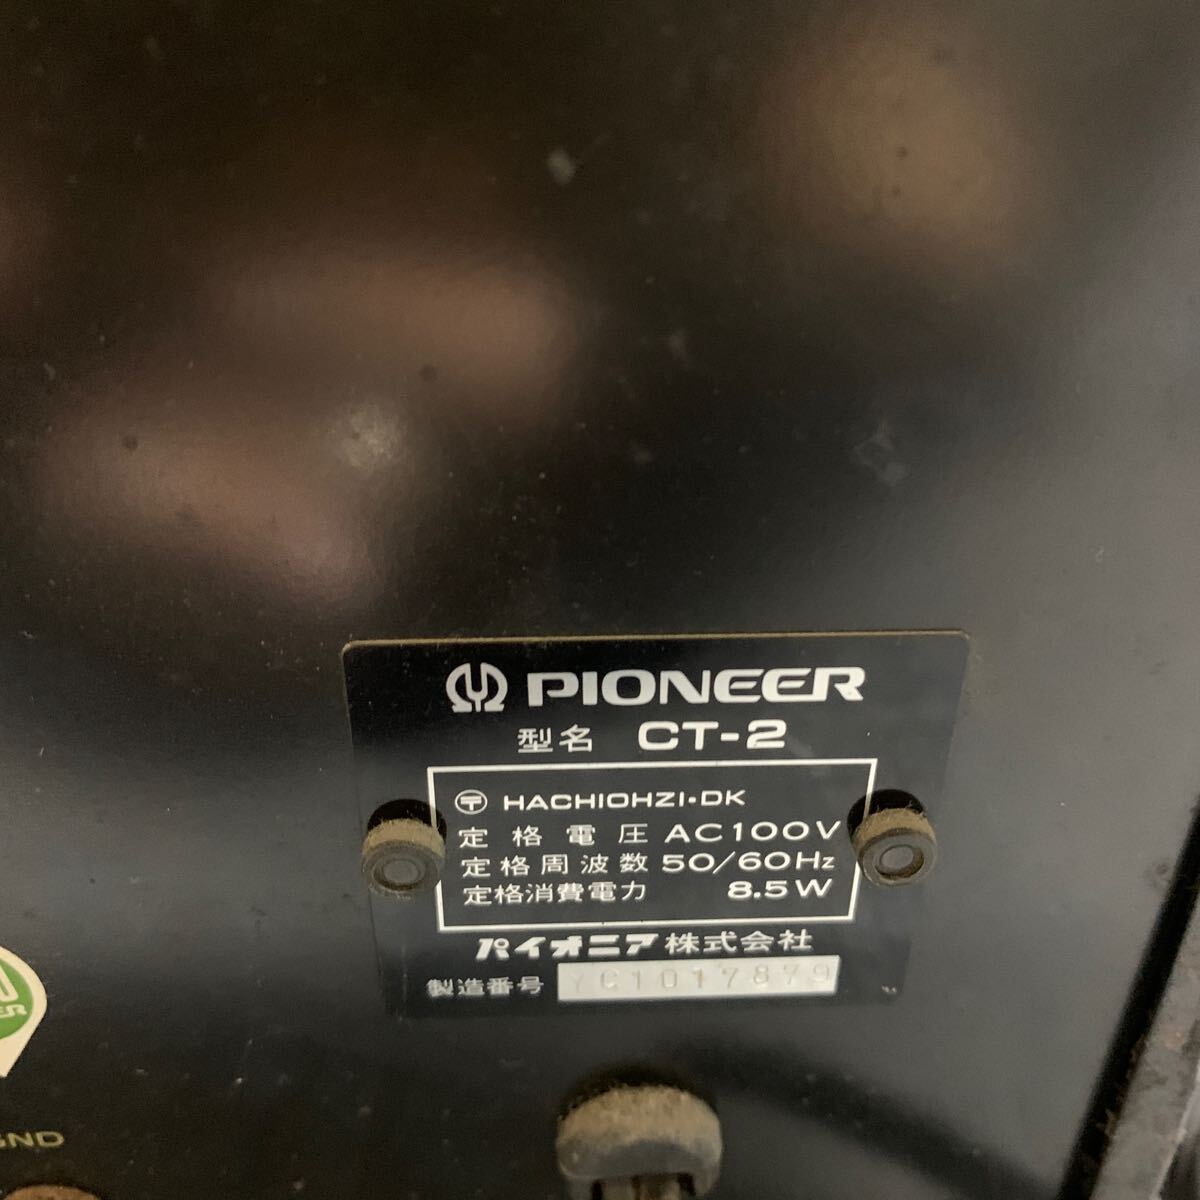 PIONEER
型名 CT-2
〒 HACHIOHZI・DK
定格電圧 AC100V
定格周波数 50/60Hz
定格消費電力 8.5W
パイオニア株式会社
製造番号 YC1017879
GND